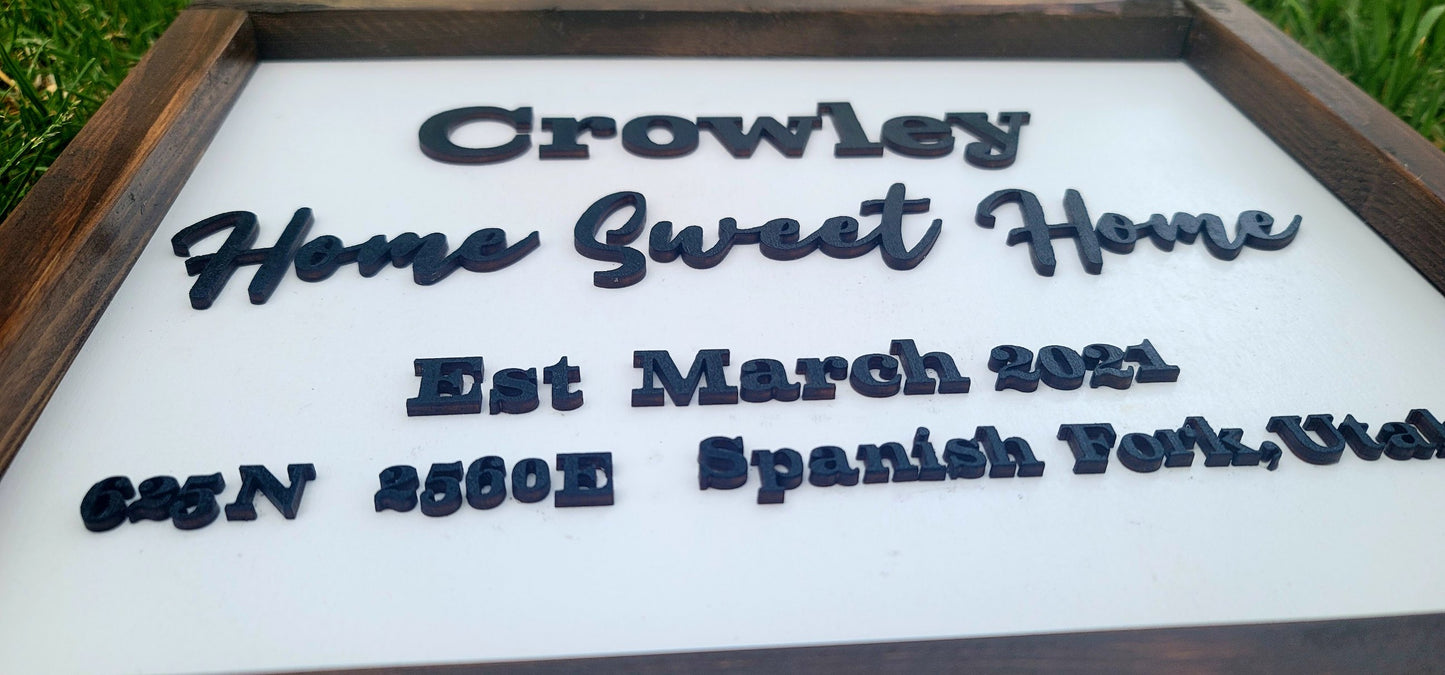 Crowley
Home Sweet Home
Est March 2021
625N 2560E Spanish Fork,Utah